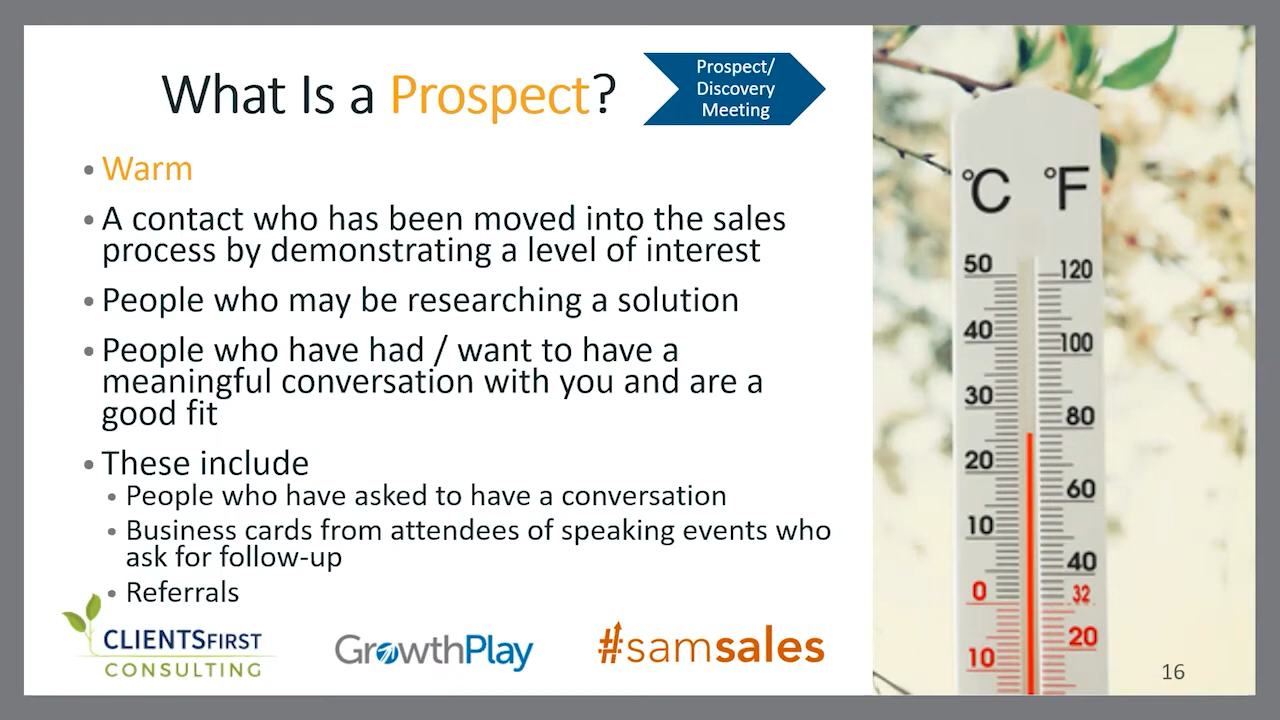 What Is a Prospect?
Prospect/
Discovery
Meeting
• Warm
• A contact who has been moved into the sales
process by demonstrating a level of interest
• People who may be researching a solution
• People who have had / want to have a
meaningful conversation with you and are a
good fit
• These include
• People who have asked to have a conversation
• Business cards from attendees of speaking events who
ask for follow-up
• Referrals
CLIENTSFIRST
CONSULTING
GrowthPlay
#samsales
°C °F
50 120
40 100
30 80
20 60
10 40
0 32
20
10
16